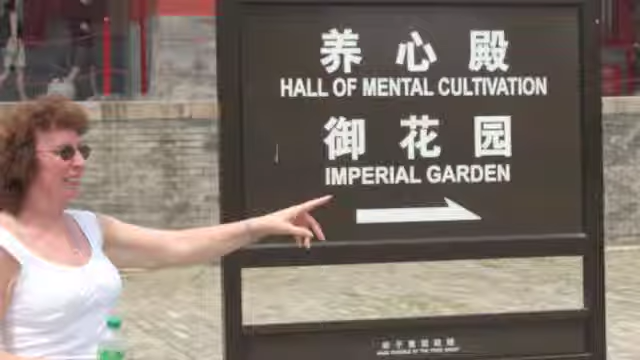 养心殿
HALL OF MENTAL CULTIVATION
御花园
IMPERIAL GARDEN